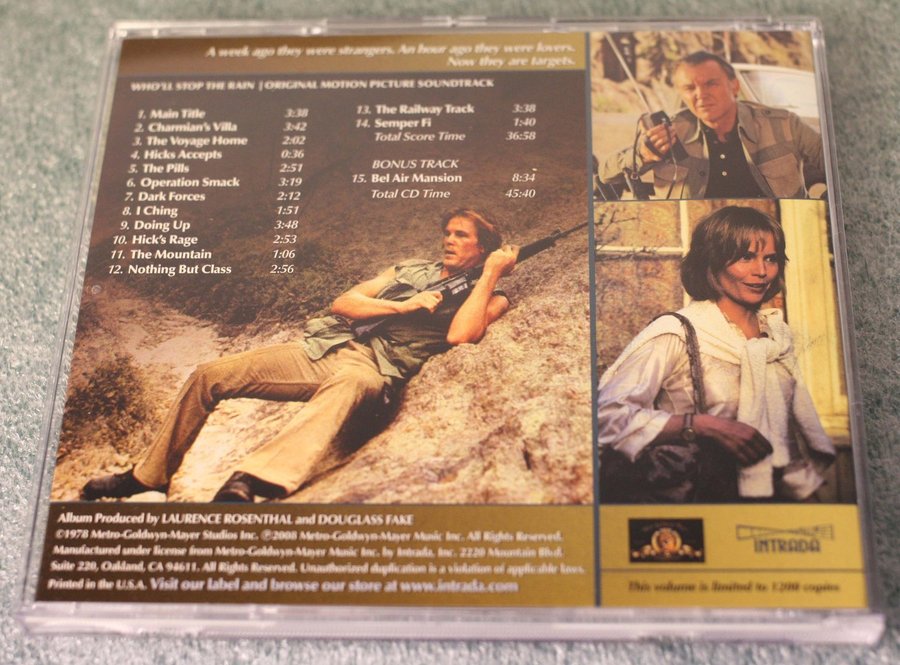 A week ago they were strangers. An hour ago they were lovers.
Now they are targets.
WHO'LL STOP THE RAIN | ORIGINAL MOTION PICTURE SOUNDTRACK
1. Main Title 3:38
2. Charmian's Villa 3:42
3. The Voyage Home 2:02
4. Hicks Accepts 0:36
5. The Pills 2:51
6. Operation Smack 3:19
7. Dark Forces 2:12
8. I Ching 1:51
9. Doing Up 3:48
10. Hick's Rage 2:53
11. The Mountain 1:06
12. Nothing But Class 2:56
13. The Railway Track 3:38
14. Semper Fi 1:40
Total Score Time 36:58
BONUS TRACK
15. Bel Air Mansion 8:34
Total CD Time 45:40
Album Produced by LAURENCE ROSENTHAL and DOUGLASS FAKE
©1978 Metro-Goldwyn-Mayer Studios Inc. ℗2008 Metro-Goldwyn-Mayer Music Inc. All Rights Reserved.
Manufactured under license from Metro-Goldwyn-Mayer Music Inc. by Intrada, Inc. 2220 Mountain Blvd.
Suite 220, Oakland, CA 94611. All Rights Reserved. Unauthorized duplication is a violation of applicable laws.
Printed in the U.S.A. Visit our label and browse our store at www.intrada.com
INTRADA
This volume is limited to 1200 copies